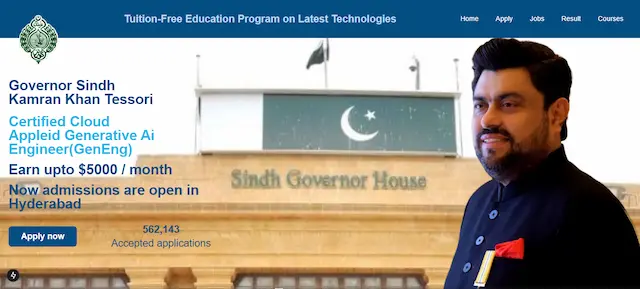 Tuition-Free Education Program on Latest Technologies
Home Apply Jobs Result Courses
Governor Sindh
Kamran Khan Tessori
Certified Cloud
Appleid Generative Ai
Engineer(GenEng)
Earn upto $5000 / month
Now admissions are open in
Hyderabad
Apply now
562,143
Accepted applications
Sindh Governor House